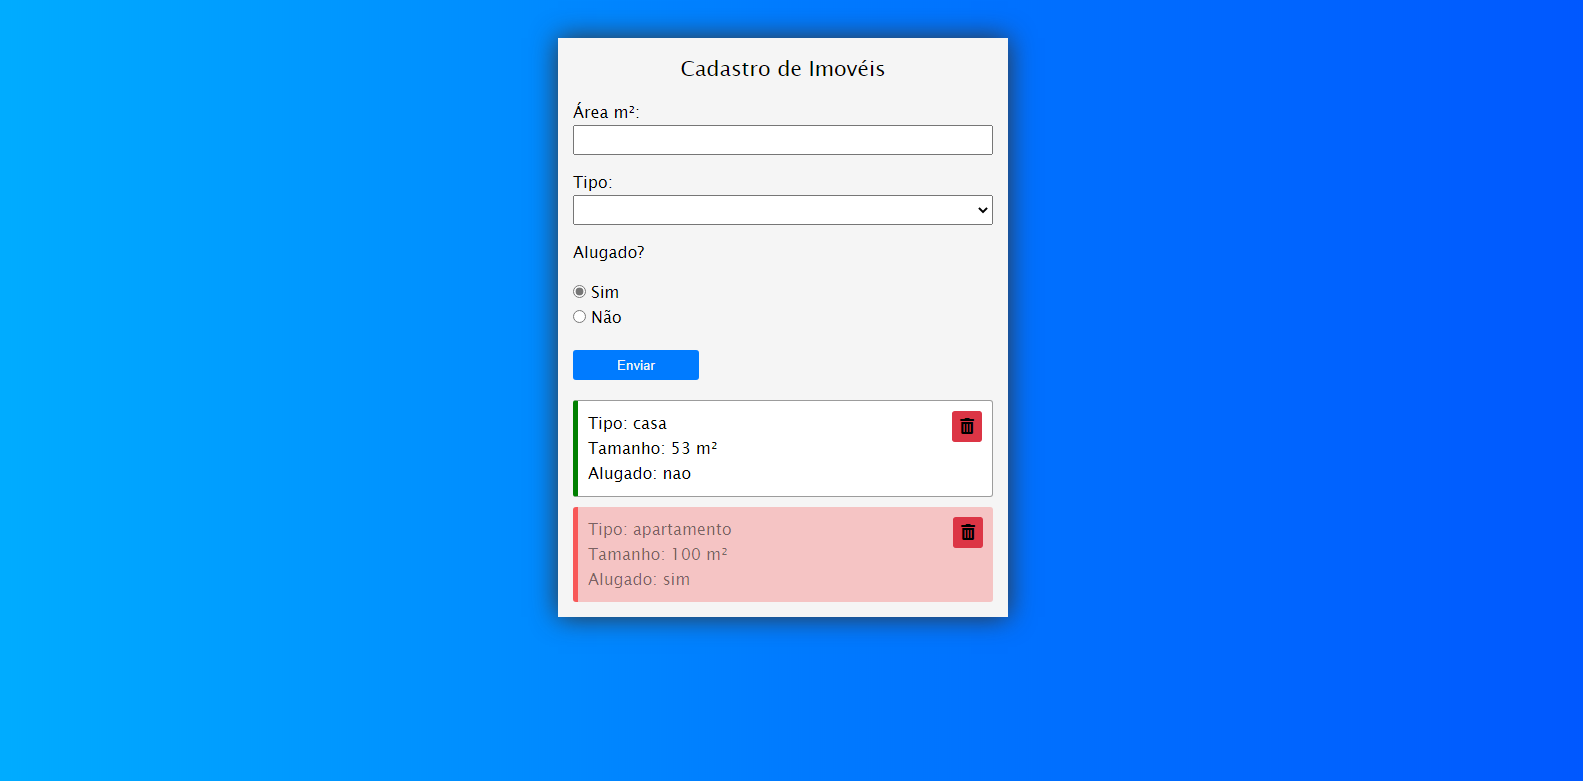 Cadastro de Imovéis
Área m²:
Tipo:
Alugado?
Sim
Não
Enviar
Tipo: casa
Tamanho: 53 m²
Alugado: nao
Tipo: apartamento
Tamanho: 100 m²
Alugado: sim